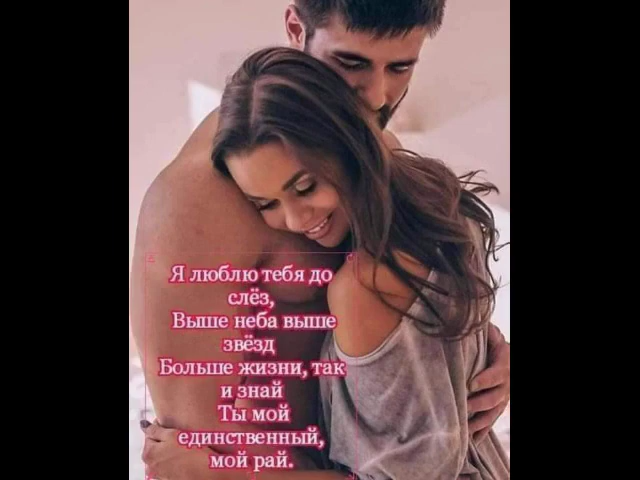 Я люблю тебя до
слёз,
Выше неба выше
звёзд
Больше жизни, так
и знай
Ты мой
единственный,
мой рай.